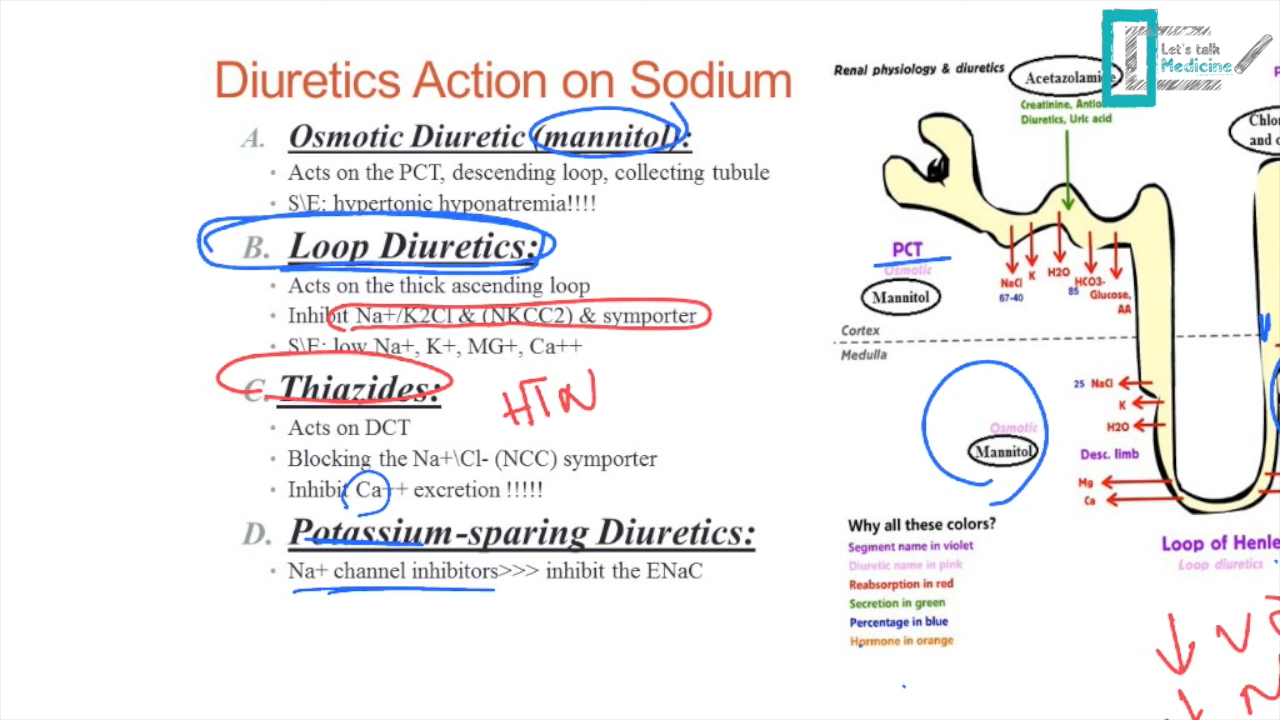 Let's talk
Medicine
Diuretics Action on Sodium
A. Osmotic Diuretic (mannitol):
• Acts on the PCT, descending loop, collecting tubule
• S\E: hypertonic hyponatremia!!!!
B. Loop Diuretics:
• Acts on the thick ascending loop
• Inhibit Na+/K2Cl & (NKCC2) & symporter
• S\E: low Na+, K+, MG+, Ca++
C. Thiazides:
HTN
• Acts on DCT
• Blocking the Na+\Cl- (NCC) symporter
• Inhibit Ca++ excretion !!!!!
D. Potassium-sparing Diuretics:
• Na+ channel inhibitors>>> inhibit the ENaC
Renal physiology & diuretics
Acetazolamide
Creatinine,
Diuretics, Uric acid
and
PCT
Osmotic
Mannitol
NaCl
67-40
K
H2O
85
HCO3-
Glucose,
AA
Cortex
Medulla
25 NaCl
K
H2O
Osmotic
Mannitol
Desc. limb
Mg
Ca
Why all these colors?
Segment name in violet
Diuretic name in pink
Reabsorption in red
Secretion in green
Percentage in blue
Hormone in orange
Loop of Henle
Loop diuretics